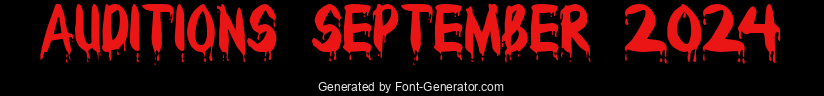 AUDITIONS SEPTEMBER 2024
Generated by Font-Generator.com